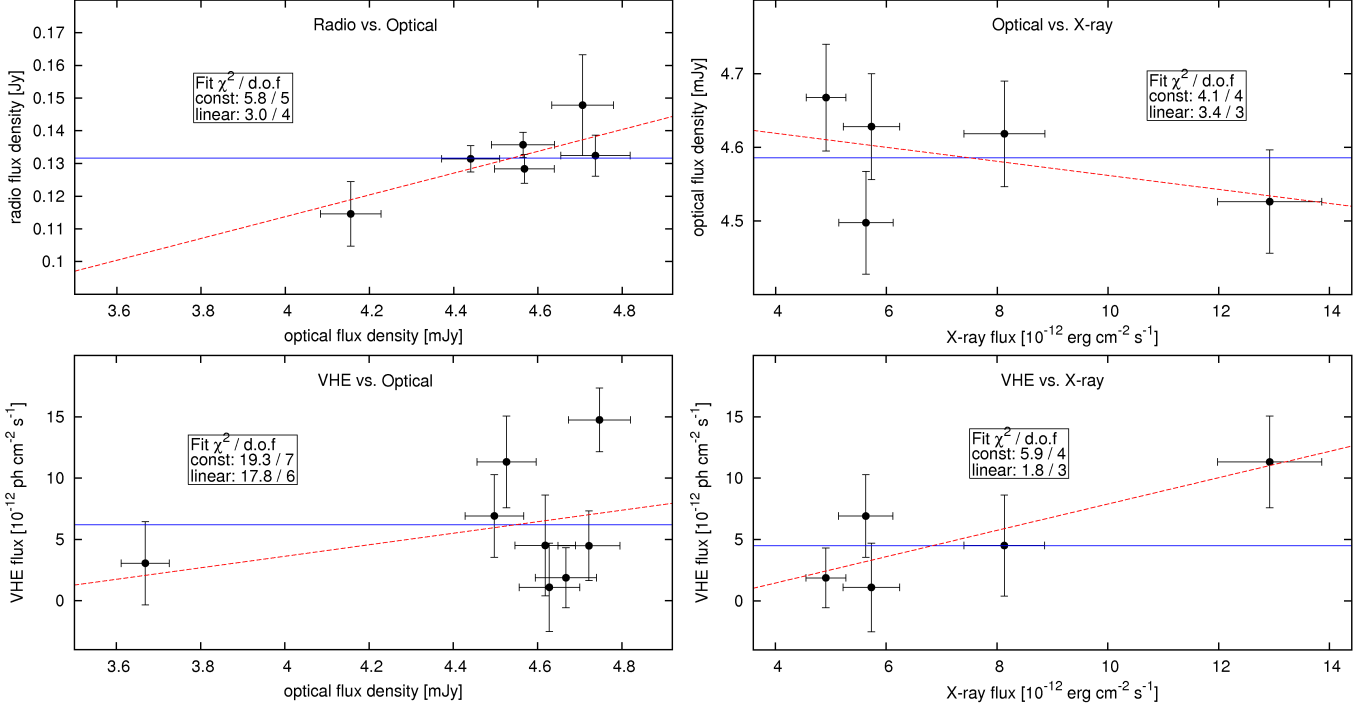 Radio vs. Optical
radio flux density [Jy]
0.17
0.16
0.15
0.14
0.13
0.12
0.11
0.1
Fit χ² / d.o.f
const: 5.8 / 5
linear: 3.0 / 4
3.6
3.8
4
4.2
4.4
4.6
4.8
optical flux density [mJy]
Optical vs. X-ray
optical flux density [mJy]
4.7
4.6
4.5
Fit χ² / d.o.f
const: 4.1 / 4
linear: 3.4 / 3
4
6
8
10
12
14
X-ray flux [10⁻¹² erg cm⁻² s⁻¹]
VHE vs. Optical
VHE flux [10⁻¹² ph cm⁻² s⁻¹]
15
10
5
0
Fit χ² / d.o.f
const: 19.3 / 7
linear: 17.8 / 6
3.6
3.8
4
4.2
4.4
4.6
4.8
optical flux density [mJy]
VHE vs. X-ray
VHE flux [10⁻¹² ph cm⁻² s⁻¹]
15
10
5
0
Fit χ² / d.o.f
const: 5.9 / 4
linear: 1.8 / 3
4
6
8
10
12
14
X-ray flux [10⁻¹² erg cm⁻² s⁻¹]